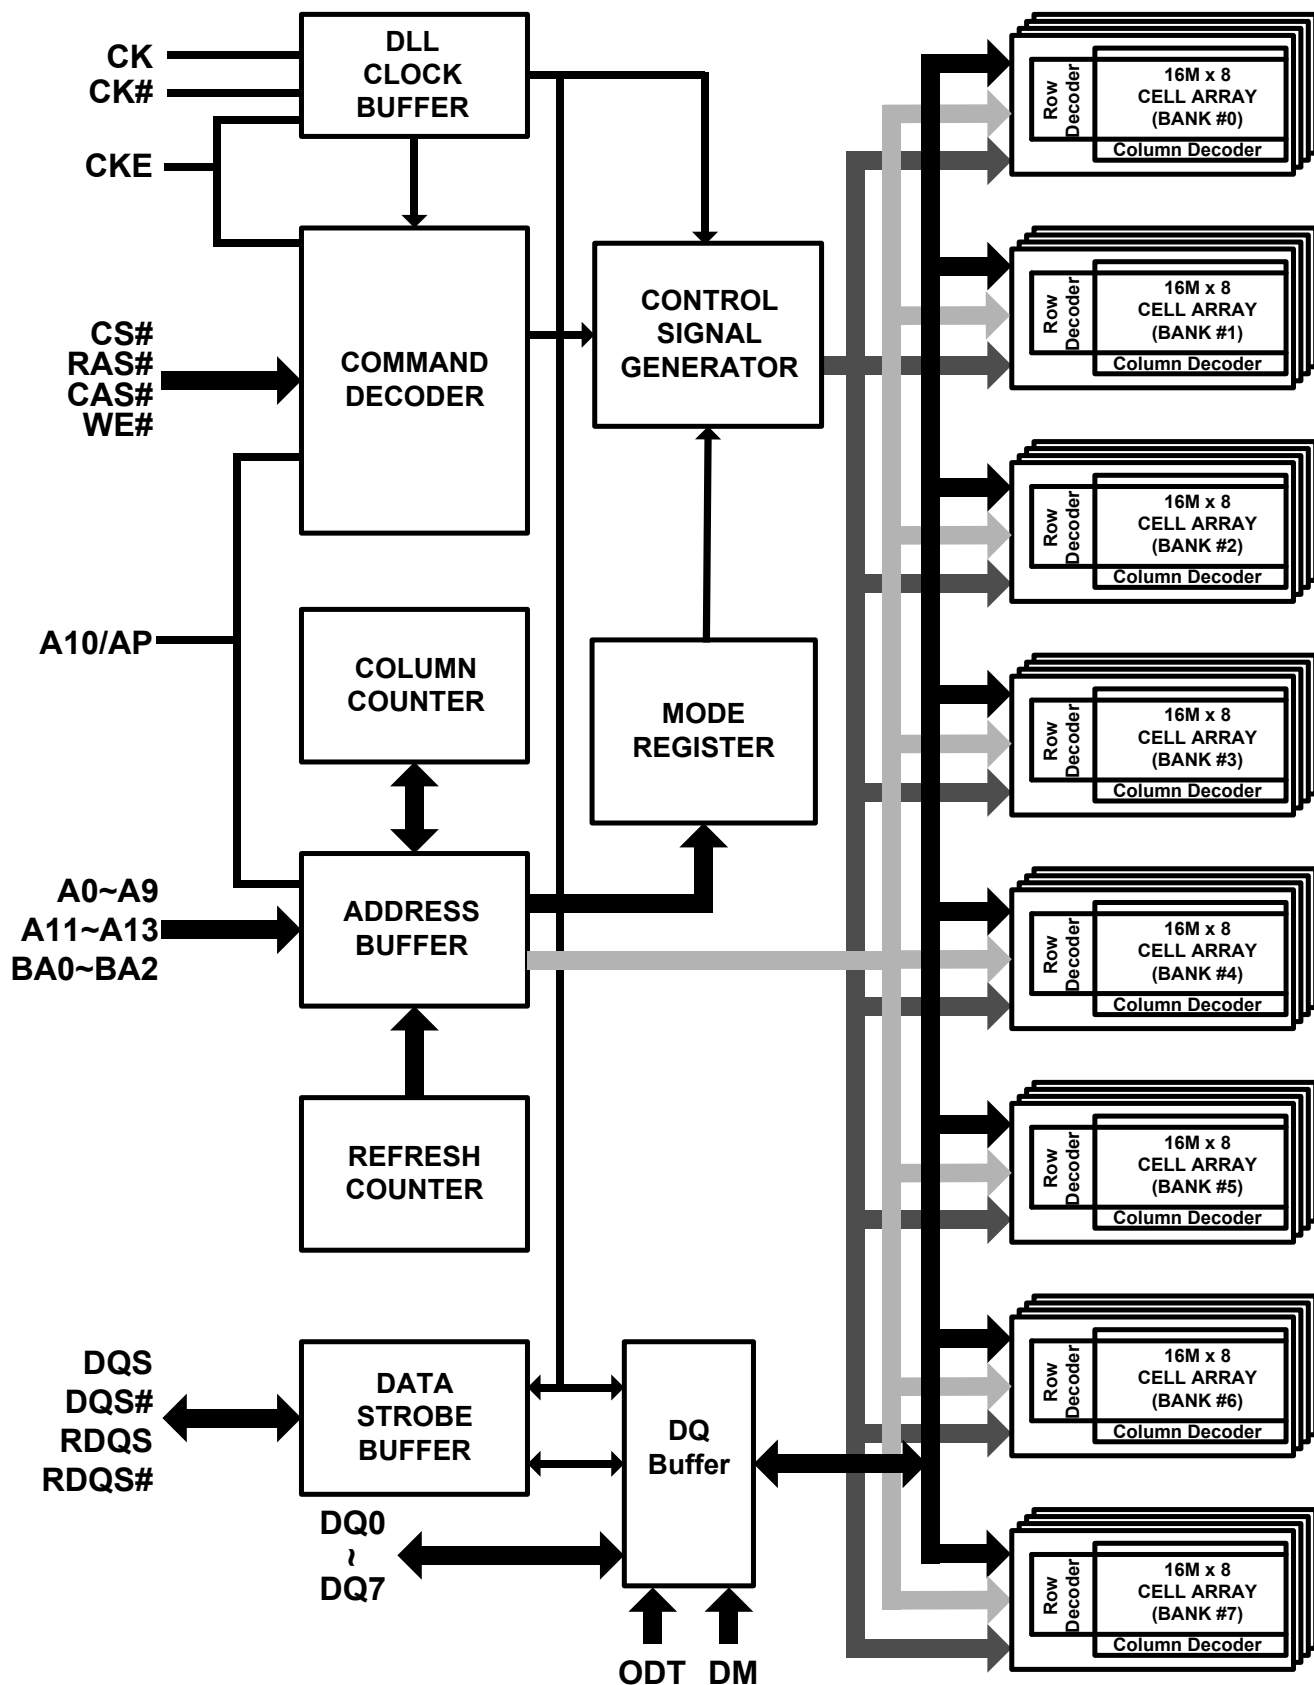 CK
CK#
CKE
CS#
RAS#
CAS#
WE#
A10/AP
A0~A9
A11~A13
BA0~BA2
DQS
DQS#
RDQS
RDQS#
DQ0
~
DQ7
ODT
DM
DLL
CLOCK
BUFFER
COMMAND
DECODER
COLUMN
COUNTER
ADDRESS
BUFFER
REFRESH
COUNTER
DATA
STROBE
BUFFER
CONTROL
SIGNAL
GENERATOR
MODE
REGISTER
DQ
Buffer
Row
Decoder
16M x 8
CELL ARRAY
(BANK #0)
Column Decoder
Row
Decoder
16M x 8
CELL ARRAY
(BANK #1)
Column Decoder
Row
Decoder
16M x 8
CELL ARRAY
(BANK #2)
Column Decoder
Row
Decoder
16M x 8
CELL ARRAY
(BANK #3)
Column Decoder
Row
Decoder
16M x 8
CELL ARRAY
(BANK #4)
Column Decoder
Row
Decoder
16M x 8
CELL ARRAY
(BANK #5)
Column Decoder
Row
Decoder
16M x 8
CELL ARRAY
(BANK #6)
Column Decoder
Row
Decoder
16M x 8
CELL ARRAY
(BANK #7)
Column Decoder